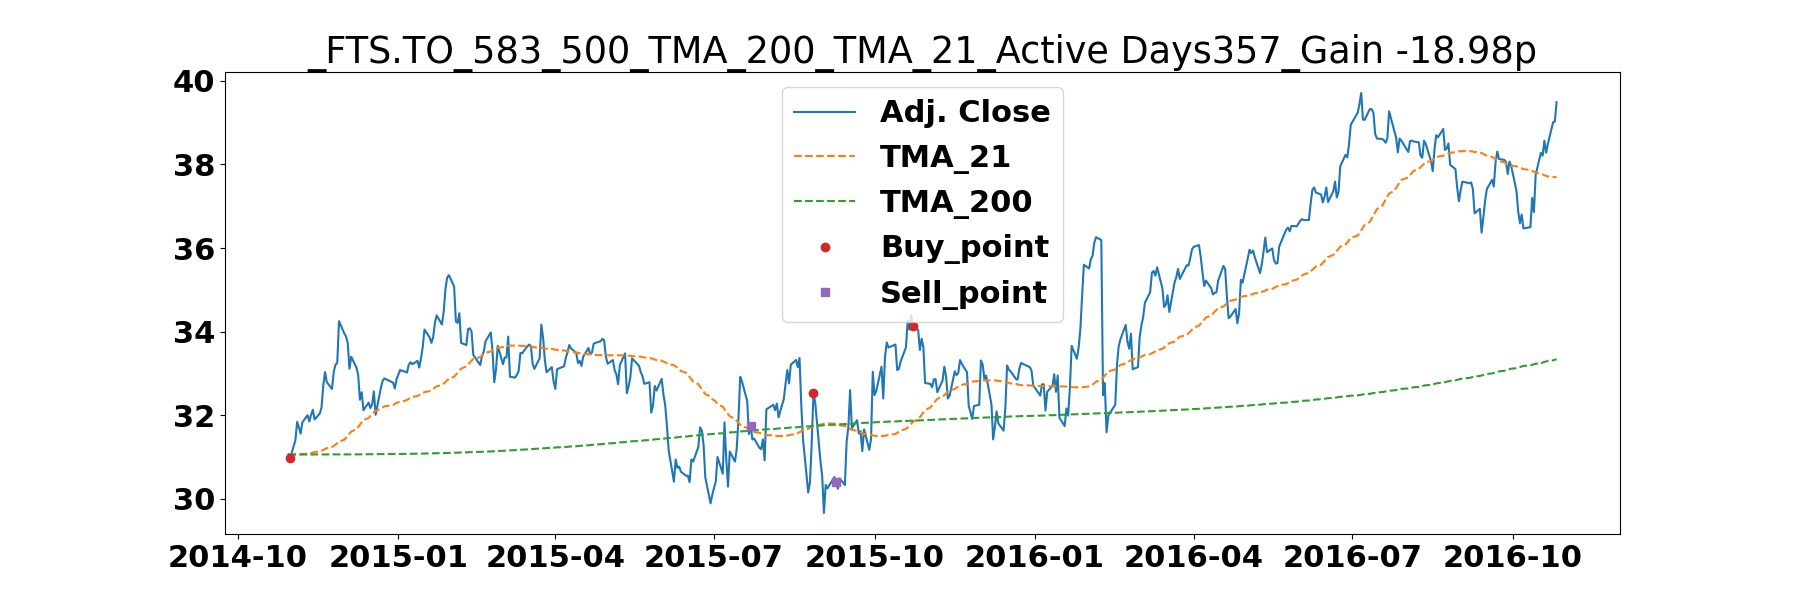 _FTS.TO_583_500_TMA_200_TMA_21_Active Days357_Gain -18.98p
40
38
36
34
32
30
Adj. Close
TMA_21
TMA_200
Buy_point
Sell_point
2014-10 2015-01 2015-04 2015-07 2015-10 2016-01 2016-04 2016-07 2016-10